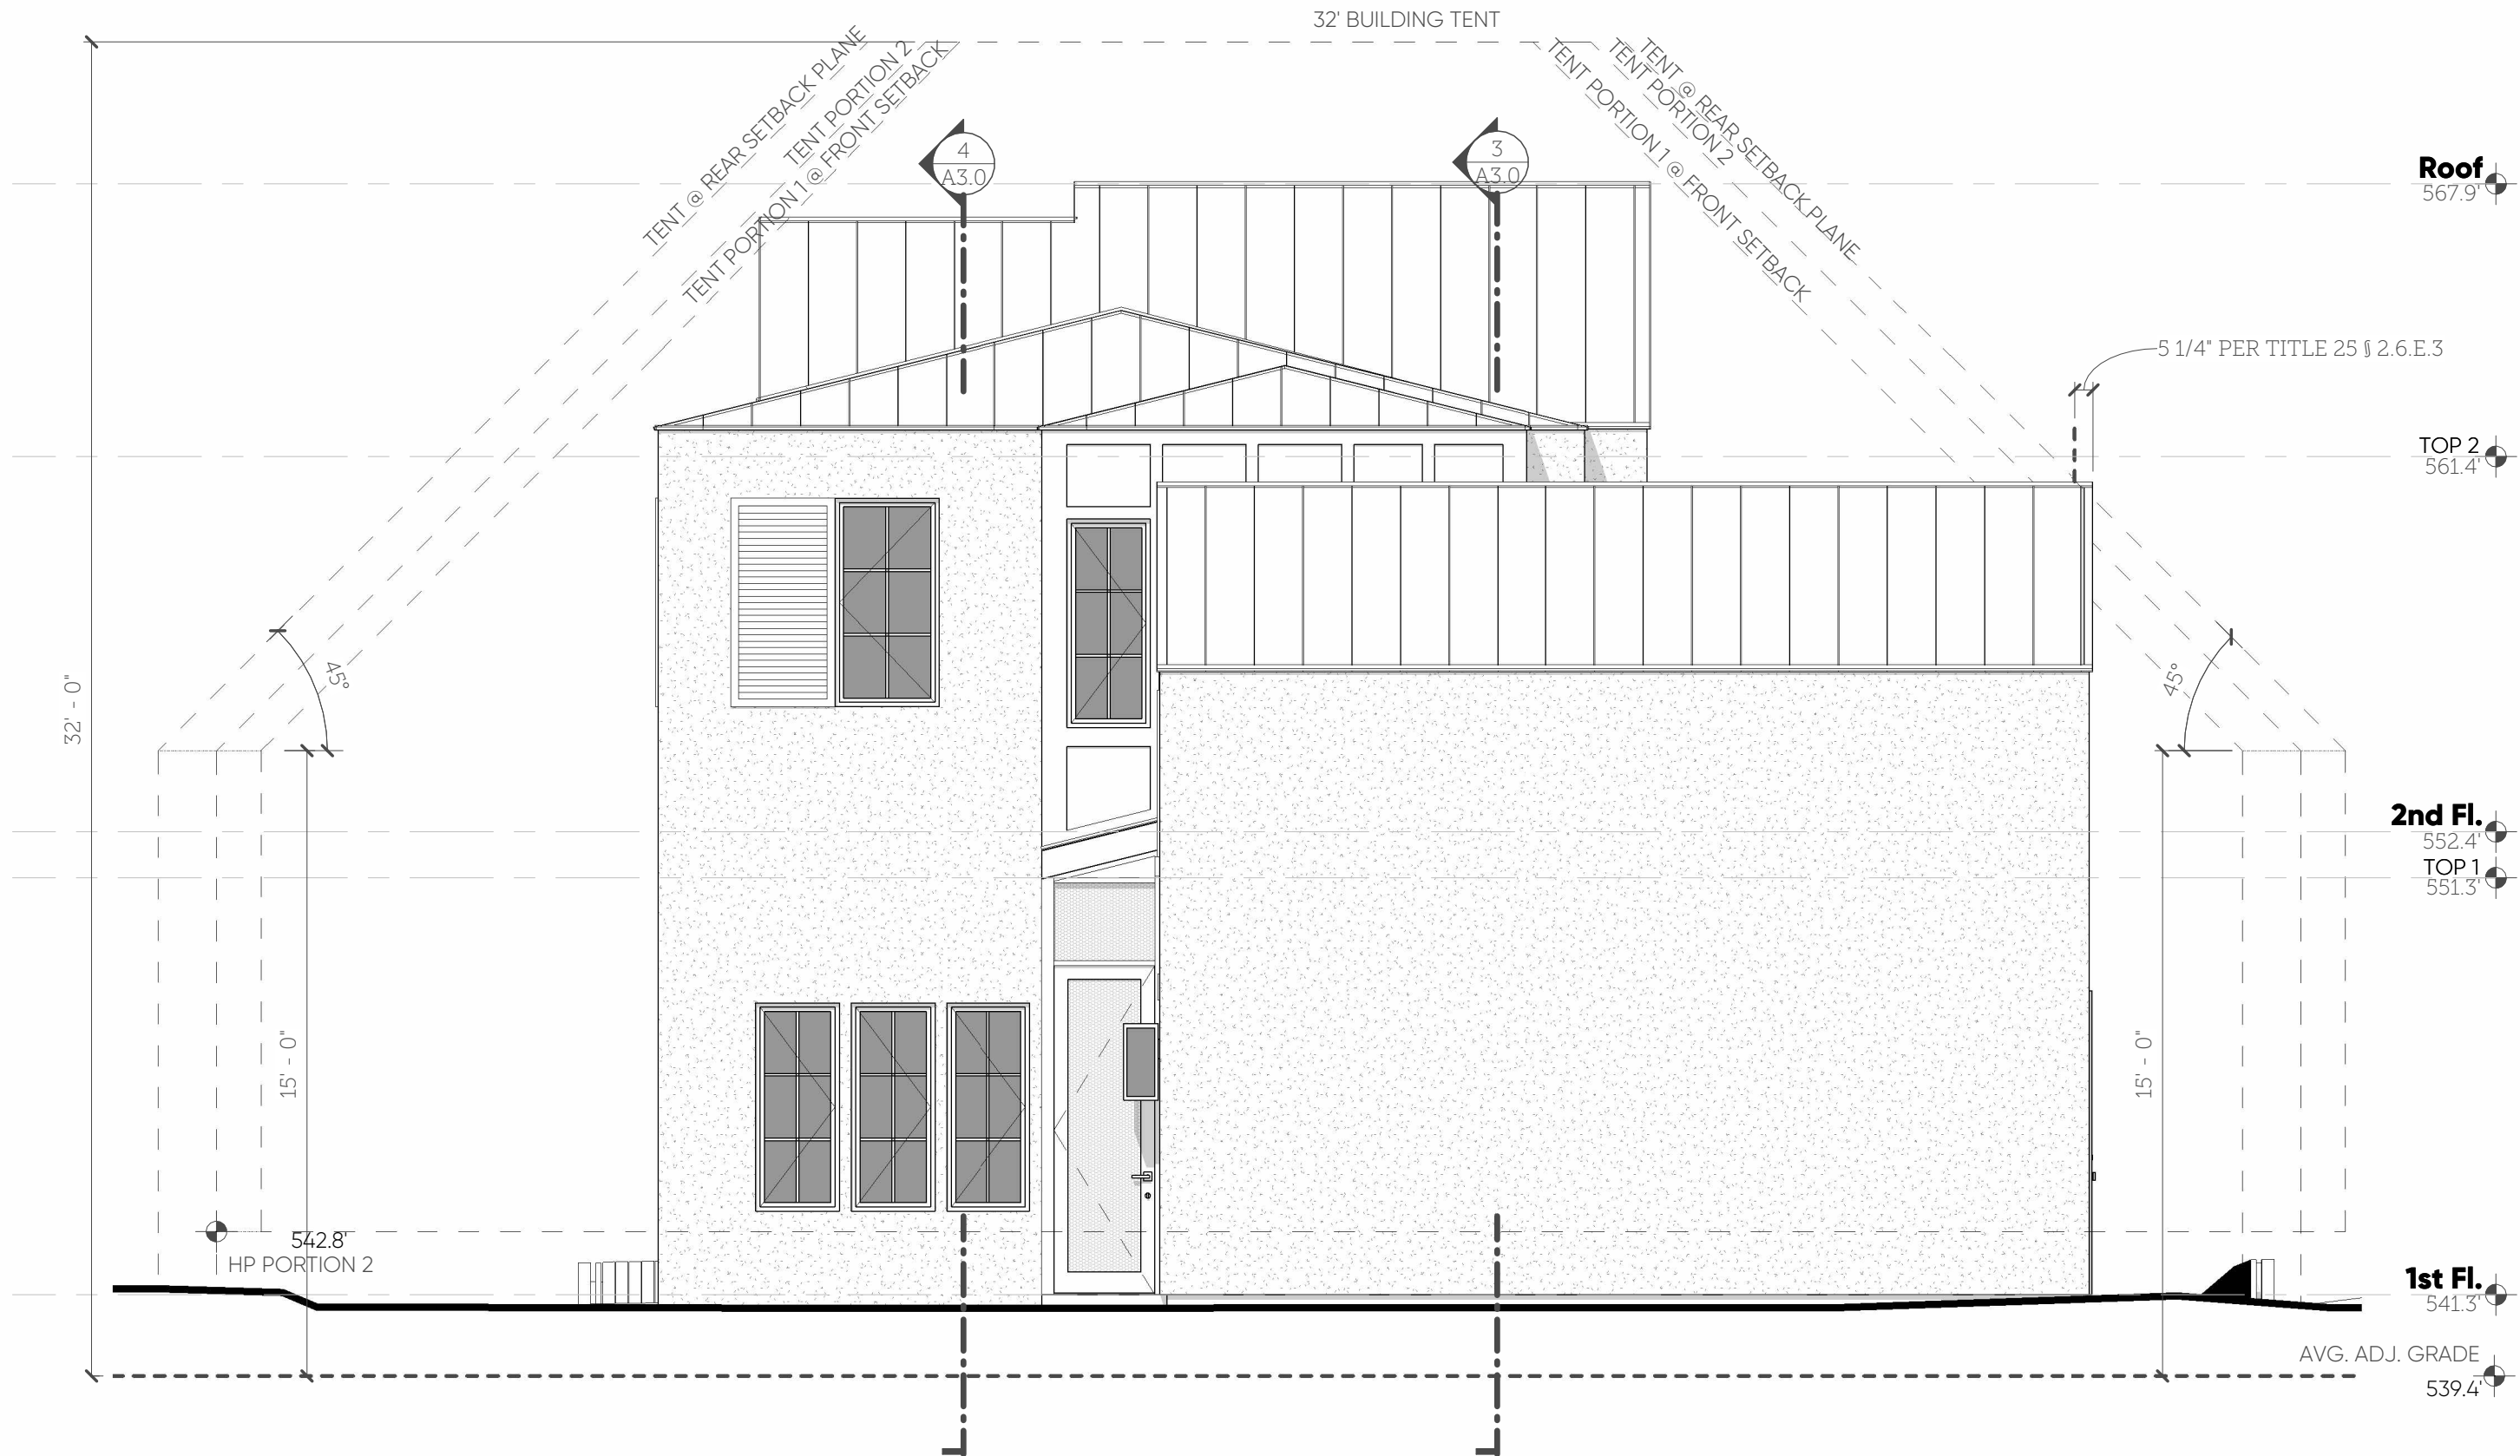 32' BUILDING TENT
TENT @ REAR SETBACK PLANE
TENT PORTION 2
TENT PORTION 1 @ FRONT SETBACK
TENT PORTION 1 @ FRONT SETBACK
TENT PORTION 2
TENT @ REAR SETBACK PLANE
4
A3.0
3
A3.0
Roof
567.9'
5 1/4" PER TITLE 25 § 2.6.E.3
TOP 2
561.4'
45°
45°
32' - 0"
2nd Fl.
552.4'
TOP 1
551.3'
15' - 0"
15' - 0"
542.8'
HP PORTION 2
1st Fl.
541.3'
AVG. ADJ. GRADE
539.4'